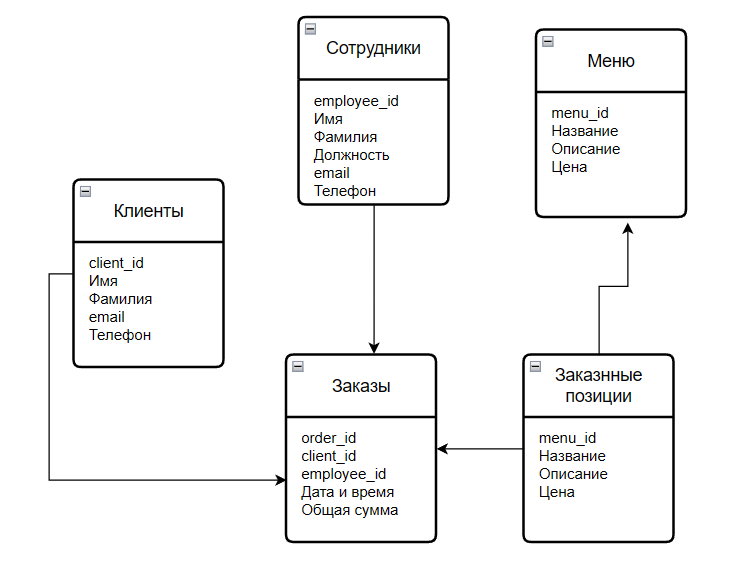 Сотрудники
employee_id
Имя
Фамилия
Должность
email
Телефон
Меню
menu_id
Название
Описание
Цена
Клиенты
client_id
Имя
Фамилия
email
Телефон
Заказы
order_id
client_id
employee_id
Дата и время
Общая сумма
Заказнные
позиции
menu_id
Название
Описание
Цена